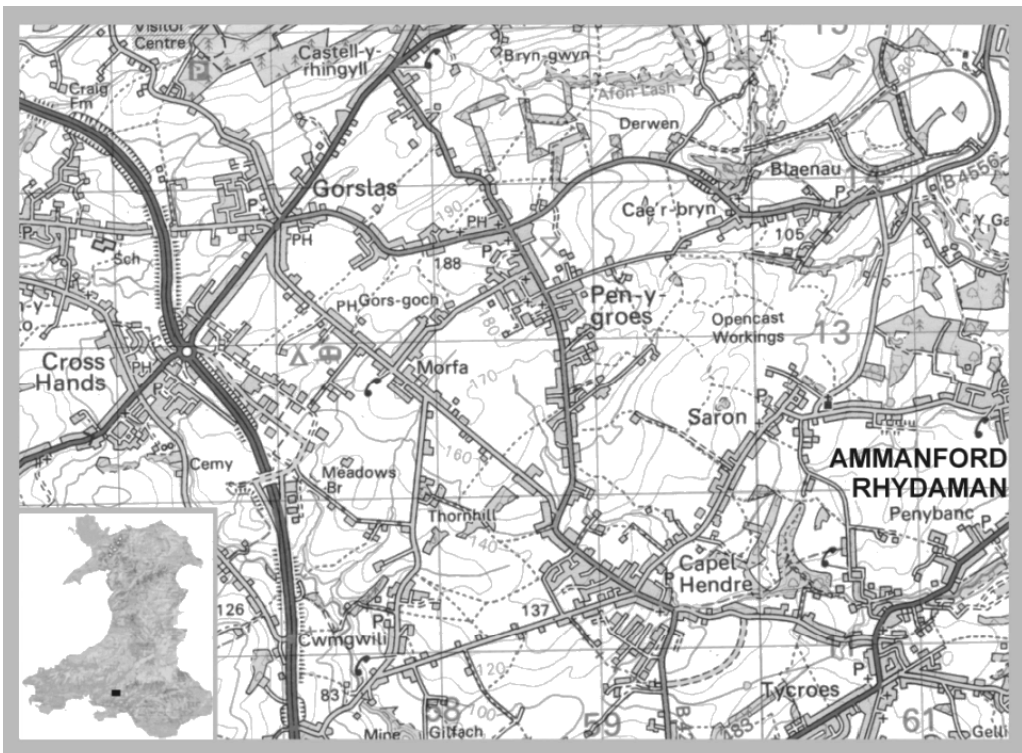 Visitor
Centre
Castell-y-
rhingyll
Bryn-gwyn
Afon Lash
80
P
Craig
Fm
Derwen
Blaenau
B4556
P
Gorslas
190
PH
Cae'r-bryn
P
105
Y Ga
P
Sch
PH
P
188
PH
Gors-goch
180
Pen-y-
groes
Opencast
Workings
13
Cross
Hands
PH
P
Morfa
170
Saron
P
160
AMMANFORD
RHYDAMAN
Cemy
Meadows
Br
Thornhill
Penybanc
P
140
Capel
Hendre
P
126
137
P
Cwmgwili
120
P
Tycroes
83
100
58
59
61
Mine
Gilfach
Gelli